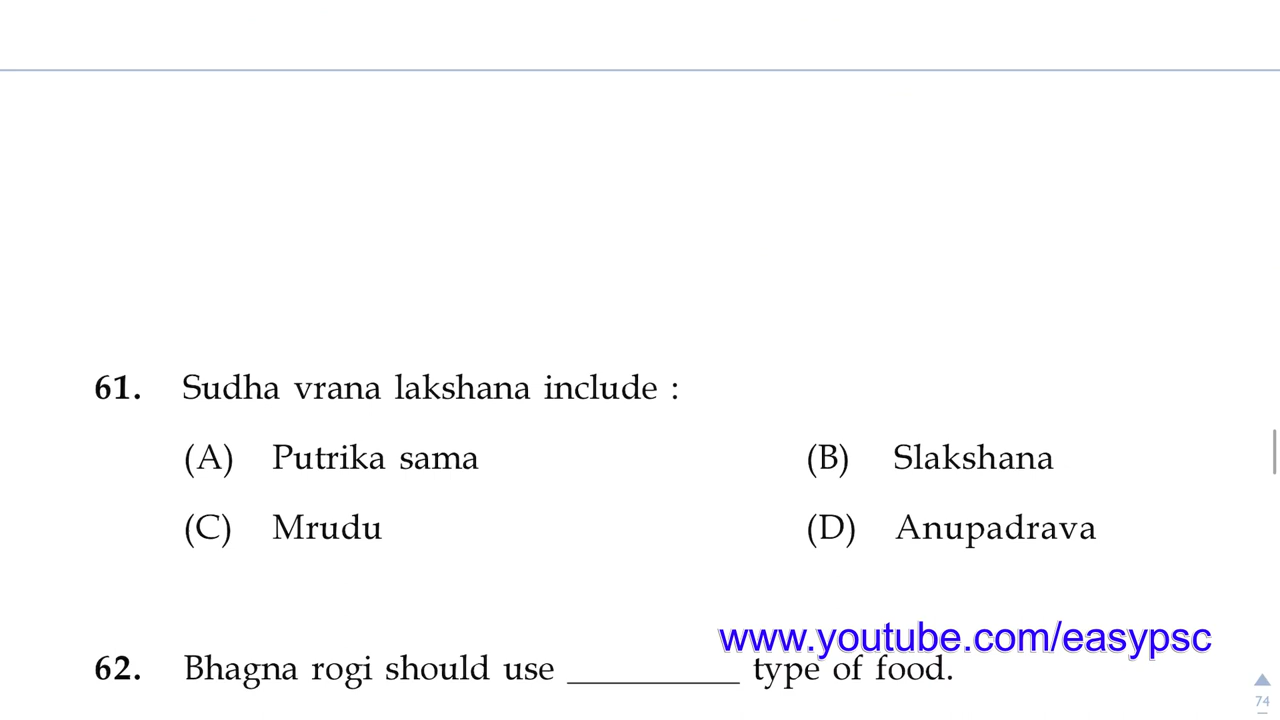 61. Sudha vrana lakshana include :
(A) Putrika sama (B) Slakshana
(C) Mrudu (D) Anupadrava
www.youtube.com/easypsc
62. Bhagna rogi should use __________ type of food.
74